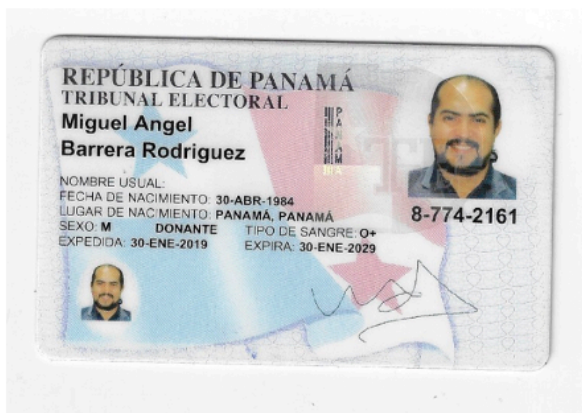 REPÚBLICA DE PANAMÁ
TRIBUNAL ELECTORAL
Miguel Angel
Barrera Rodriguez
PANAMÁ
NOMBRE USUAL:
FECHA DE NACIMIENTO: 30-ABR-1984
LUGAR DE NACIMIENTO: PANAMÁ, PANAMÁ
SEXO: M DONANTE TIPO DE SANGRE: O+
EXPEDIDA: 30-ENE-2019 EXPIRA: 30-ENE-2029
8-774-2161